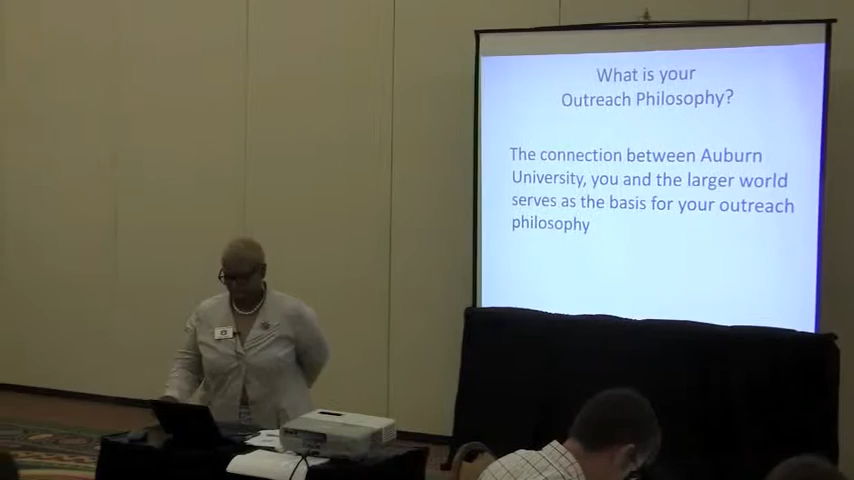 What is your
Outreach Philosophy?
The connection between Auburn
University, you and the larger world
serves as the basis for your outreach
philosophy